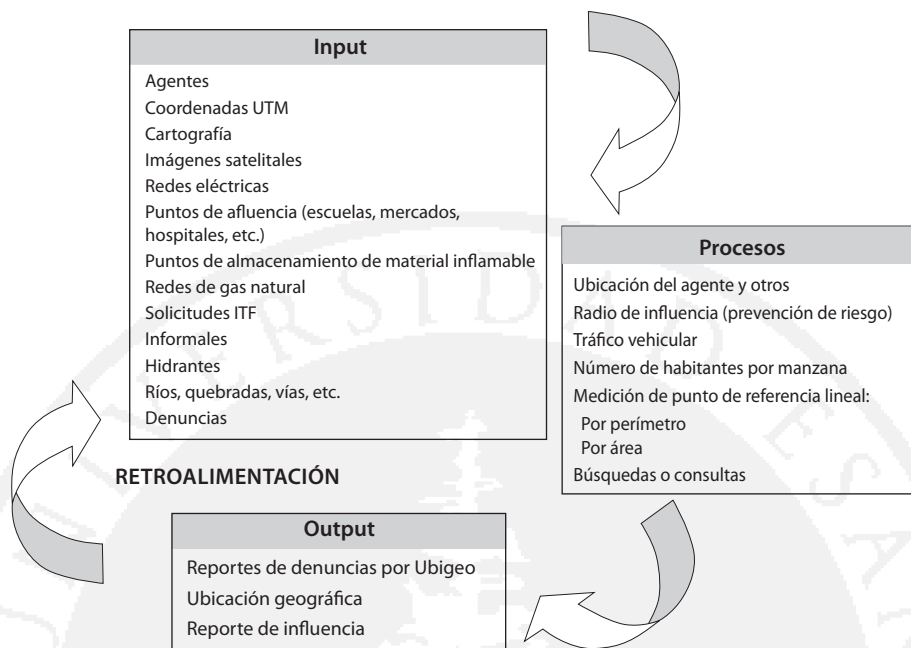 Input
Agentes
Coordenadas UTM
Cartografía
Imágenes satelitales
Redes eléctricas
Puntos de afluencia (escuelas, mercados,
hospitales, etc.)
Puntos de almacenamiento de material inflamable
Redes de gas natural
Solicitudes ITF
Informales
Hidrantes
Ríos, quebradas, vías, etc.
Denuncias
Procesos
Ubicación del agente y otros
Radio de influencia (prevención de riesgo)
Tráfico vehicular
Número de habitantes por manzana
Medición de punto de referencia lineal:
Por perímetro
Por área
Búsquedas o consultas
RETROALIMENTACIÓN
Output
Reportes de denuncias por Ubigeo
Ubicación geográfica
Reporte de influencia